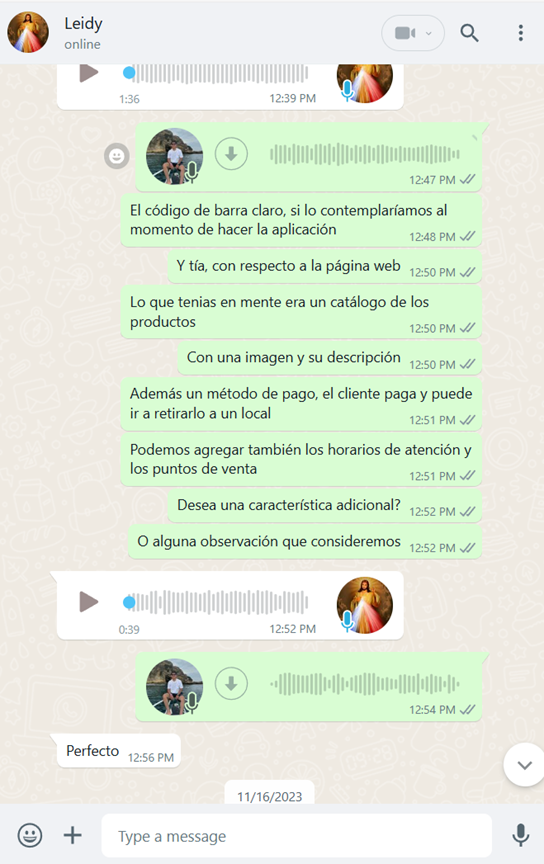 Leidy
online
1:36
12:39 PM
12:47 PM
El código de barra claro, si lo contemplaríamos al
momento de hacer la aplicación
12:48 PM
Y tía, con respecto a la página web
12:50 PM
Lo que tenias en mente era un catálogo de los
productos
12:50 PM
Con una imagen y su descripción
12:50 PM
Además un método de pago, el cliente paga y puede
ir a retirarlo a un local
12:51 PM
Podemos agregar también los horarios de atención y
los puntos de venta
12:51 PM
Desea una característica adicional?
12:52 PM
O alguna observación que consideremos
12:52 PM
0:39
12:52 PM
12:54 PM
Perfecto
12:56 PM
11/16/2023
Type a message